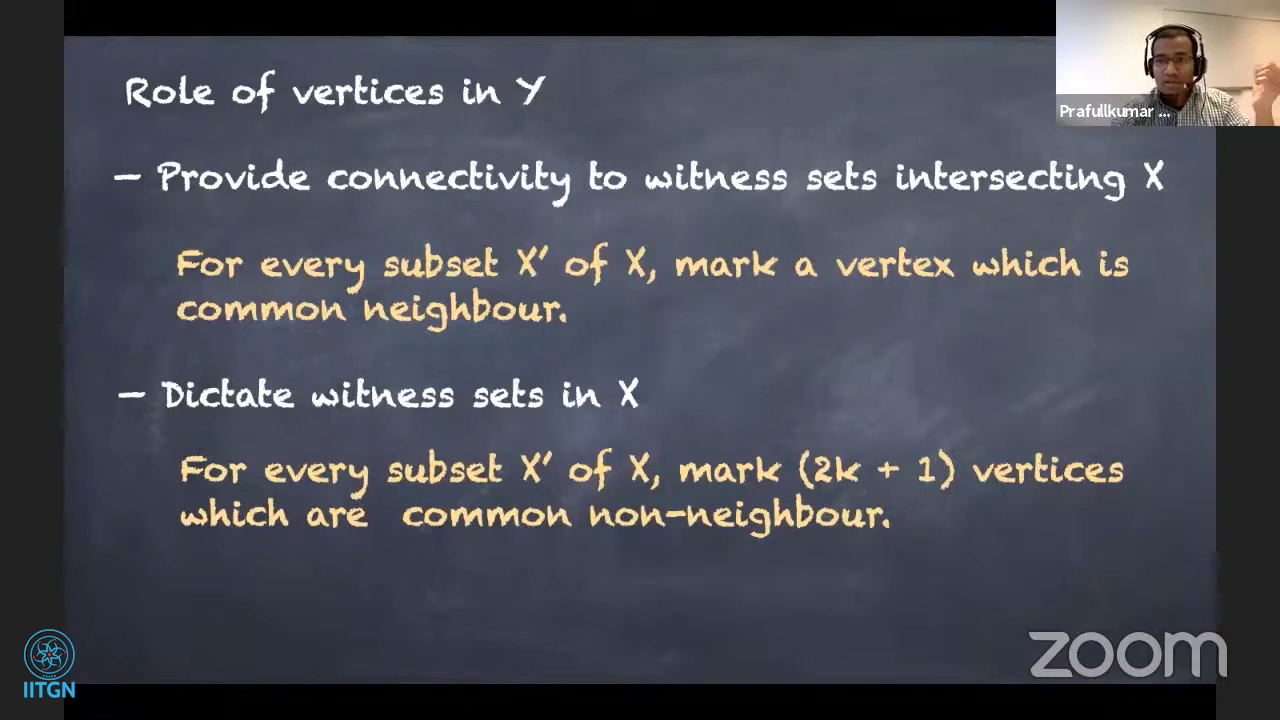 Role of vertices in Y
Prafullkumar ...
– Provide connectivity to witness sets intersecting X
For every subset X' of X, mark a vertex which is
common neighbour.
– Dictate witness sets in X
For every subset X' of X, mark (2k + 1) vertices
which are common non-neighbour.
zoom
IITGN